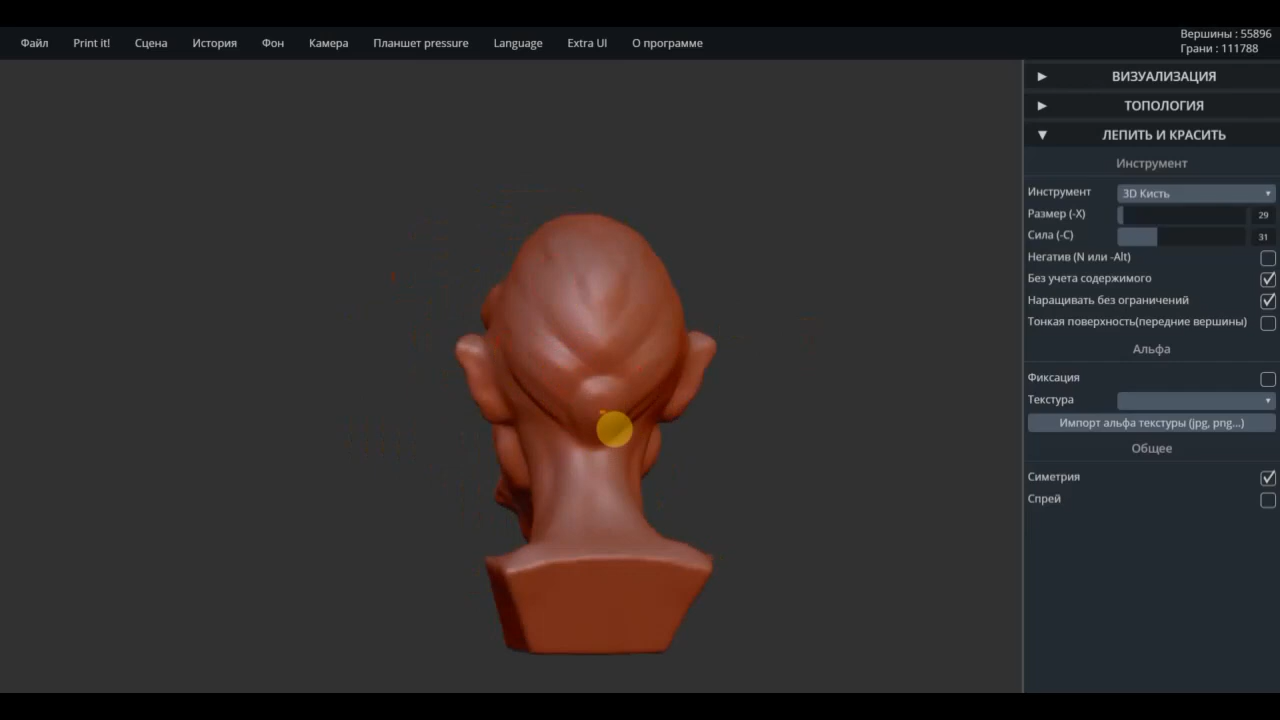 Файл Print it! Сцена История Фон Камера Планшет pressure Language Extra UI О программе
Вершины : 55896
Грани : 111788
ВИЗУАЛИЗАЦИЯ
ТОПОЛОГИЯ
ЛЕПИТЬ И КРАСИТЬ
Инструмент
Инструмент 3D Кисть
Размер (-X) 29
Сила (-C) 31
Негатив (N или -Alt)
Без учета содержимого
Наращивать без ограничений
Тонкая поверхность(передние вершины)
Альфа
Фиксация
Текстура
Импорт альфа текстуры (jpg, png...)
Общее
Симетрия
Спрей